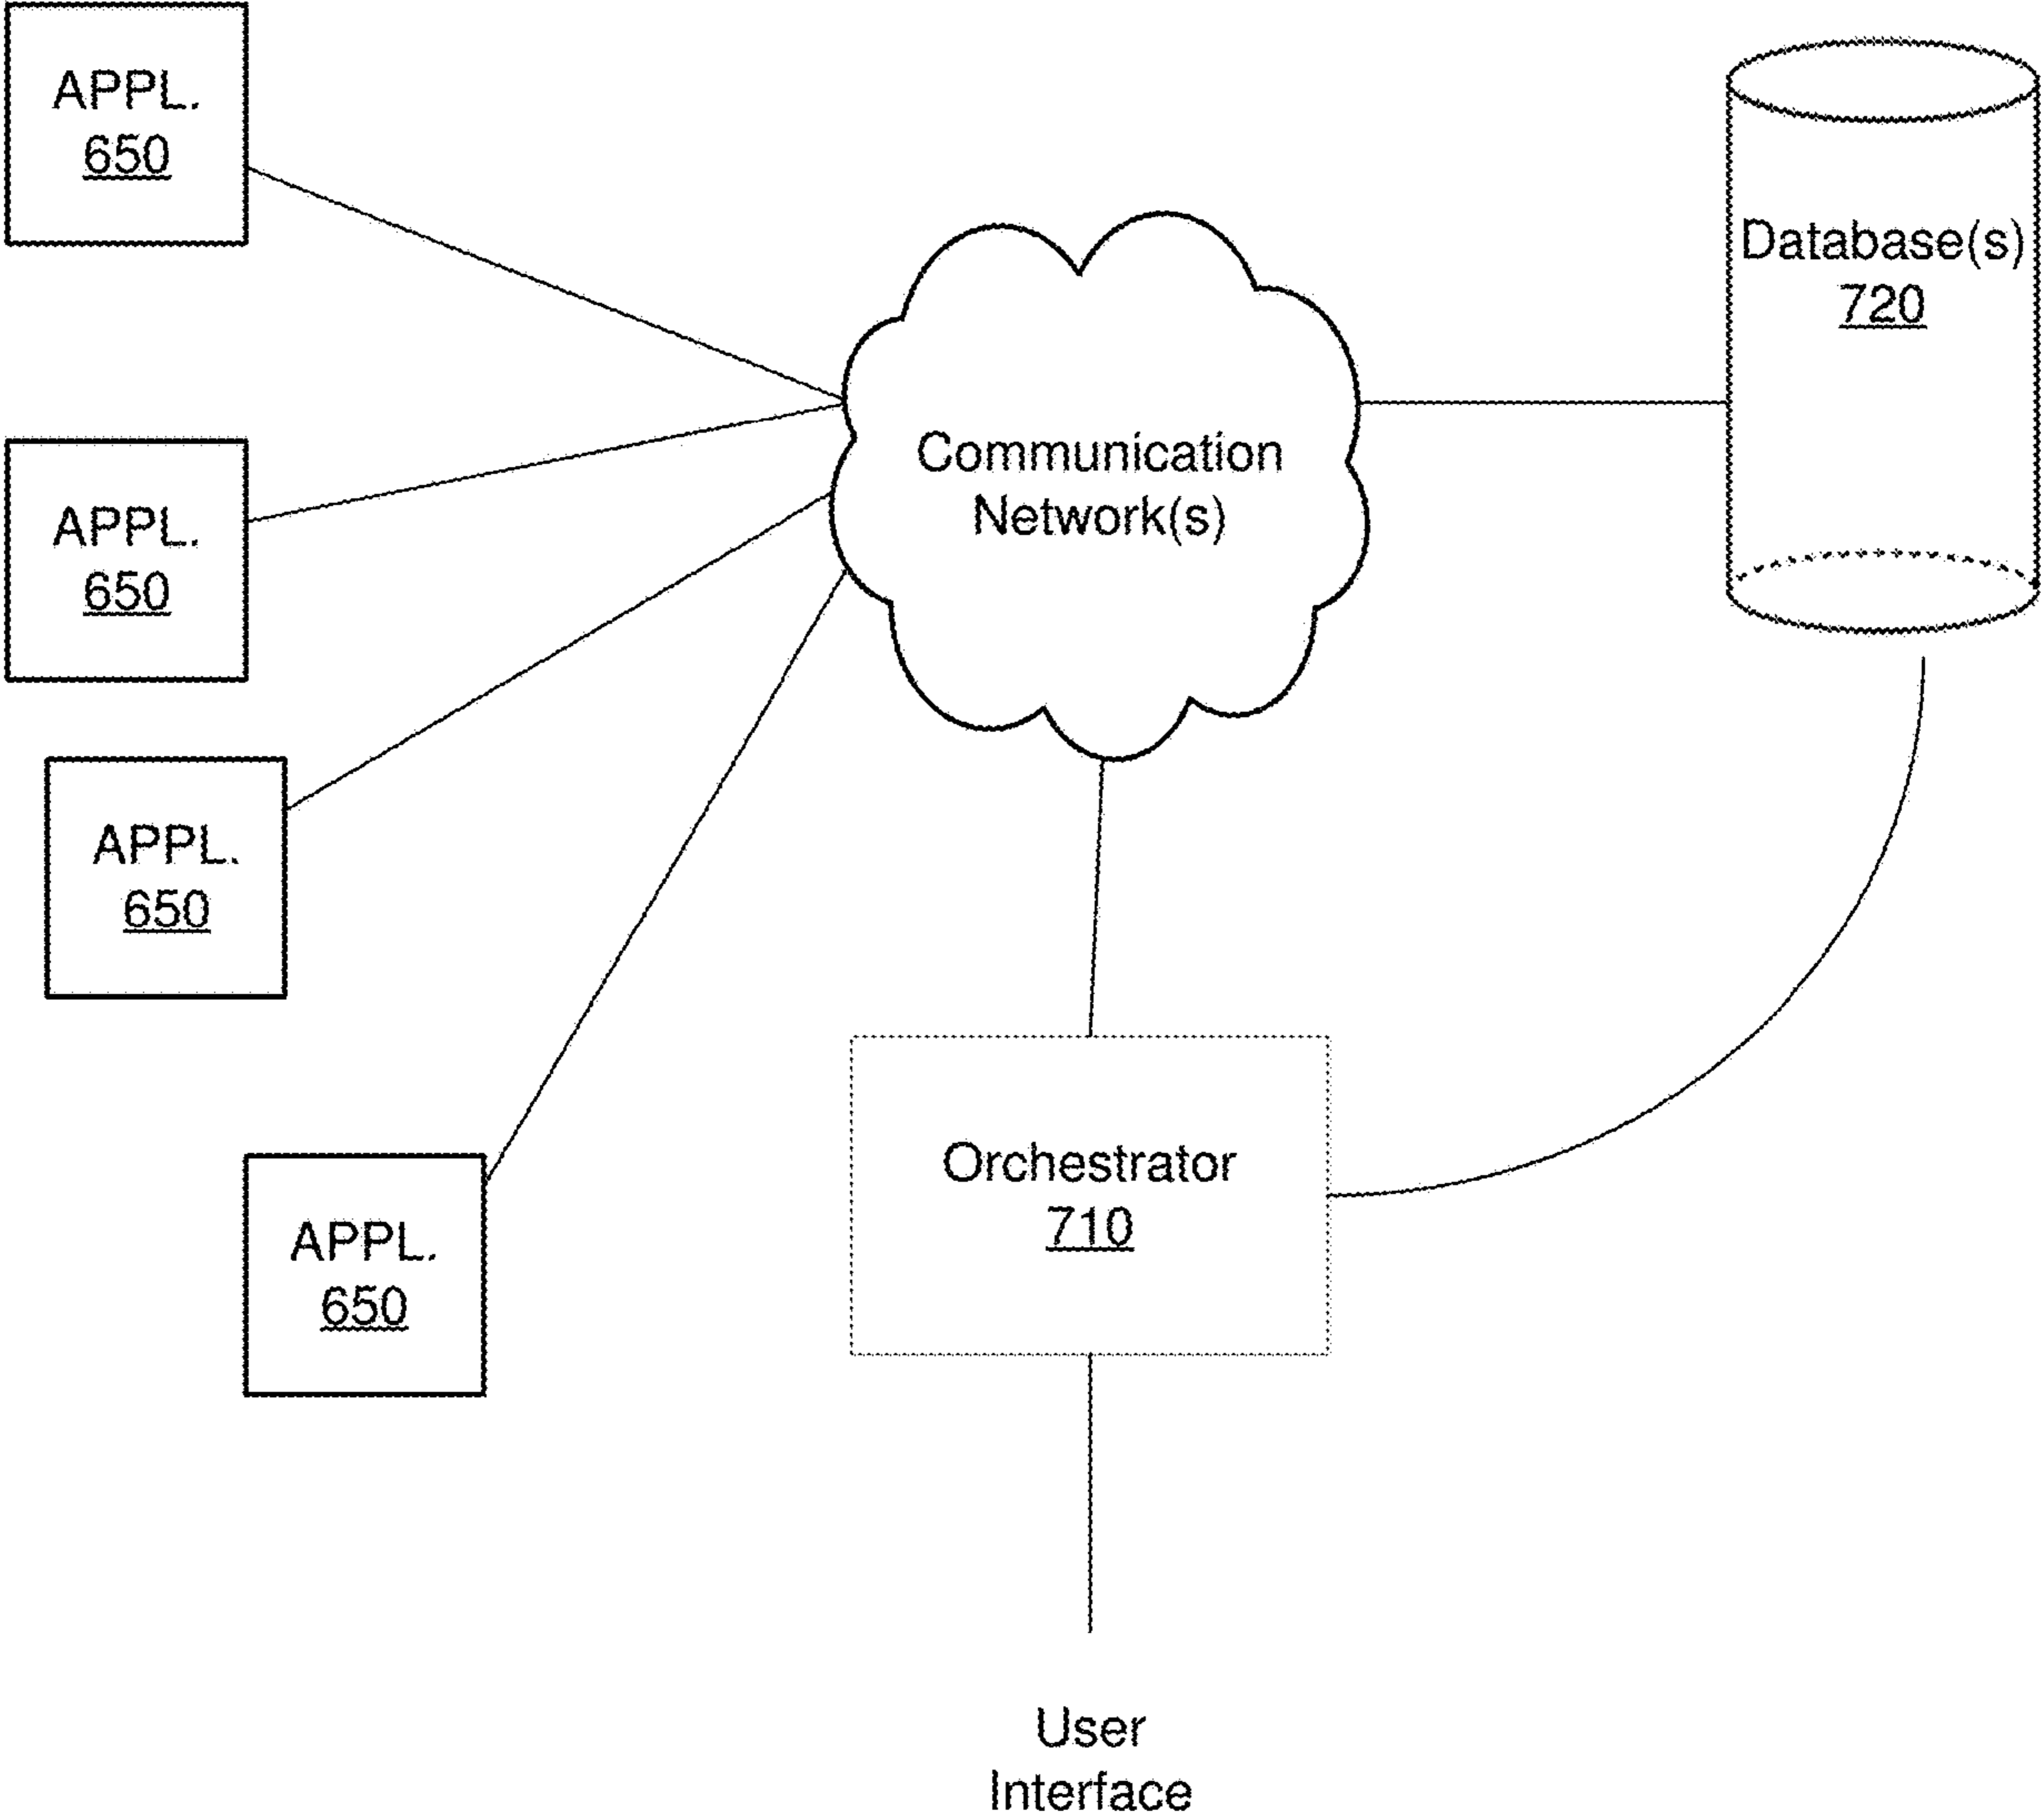 APPL.
650
Database(s)
720
Communication
Network(s)
APPL.
650
APPL.
650
Orchestrator
710
APPL.
650
User
Interface